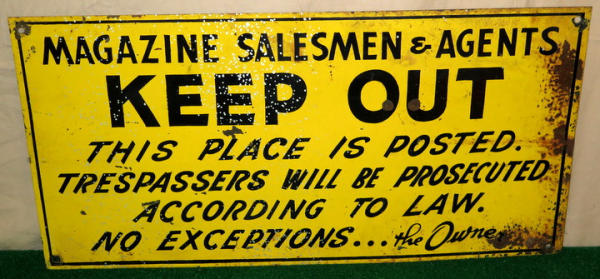 MAGAZINE SALESMEN & AGENTS
KEEP OUT
THIS PLACE IS POSTED.
TRESPASSERS WILL BE PROSECUTED
ACCORDING TO LAW.
NO EXCEPTIONS... the Owner